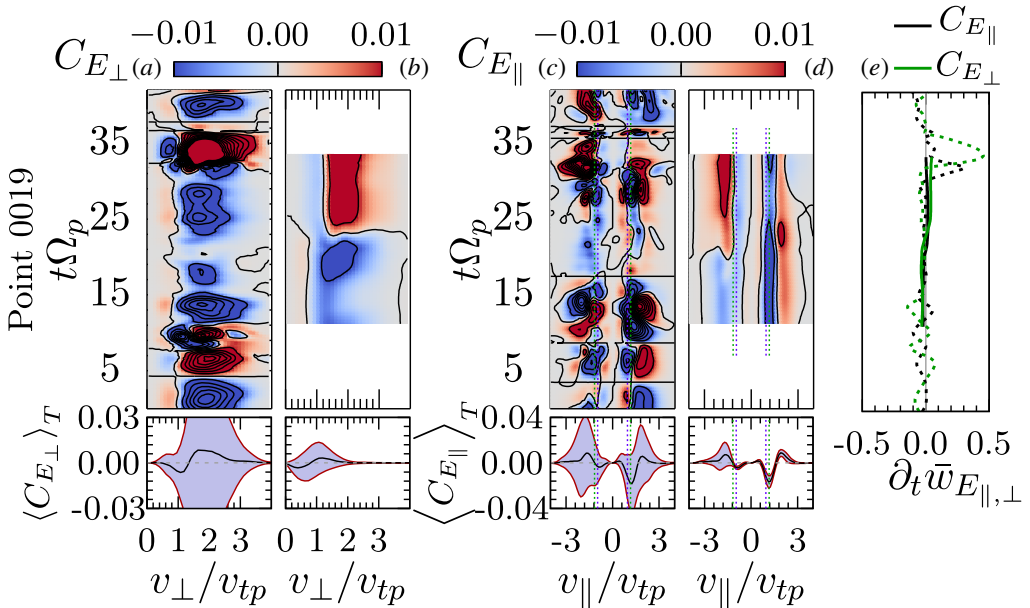 −0.01 0.00 0.01
C_{E_⊥} (a) (b)
−0.01 0.00 0.01
C_{E_∥} (c) (d) (e)
C_{E_∥}
C_{E_⊥}
Point 0019
tΩ_p
35
25
15
5
tΩ_p
35
25
15
5
⟨C_{E_⊥}⟩_T
0.03
0.00
-0.03
⟨C_{E_∥}⟩_T
0.04
0.00
-0.04
0 1 2 3
0 1 2 3
-3 0 3
-3 0 3
-0.5 0.0 0.5
v_⊥/v_{tp}
v_⊥/v_{tp}
v_∥/v_{tp}
v_∥/v_{tp}
∂_t w̄_{E_{∥,⊥}}